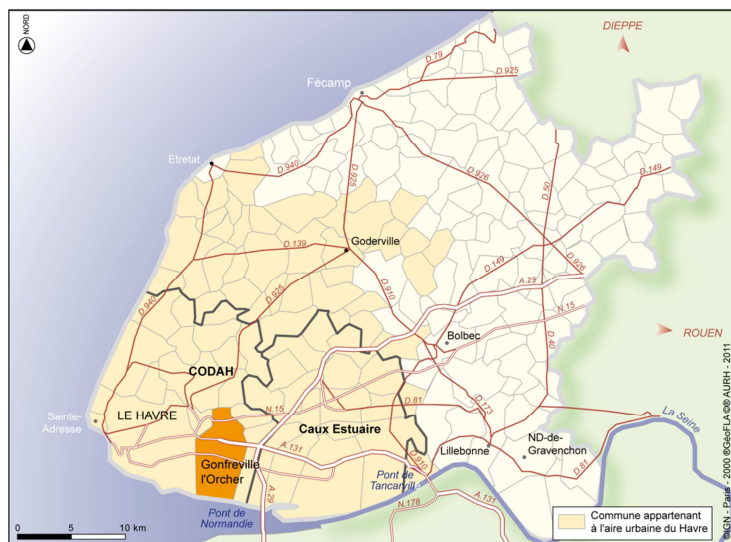 NORD
DIEPPE
D.79
D.925
Fécamp
Etretat
D.940
D.925
D.926
D.50
D.149
Goderville
D.139
D.940
D.925
D.910
D.149
A.29
D.926
N.15
ROUEN
Bolbec
D.40
CODAH
LE HAVRE
Sainte-
Adresse
N.15
D.81
D.173
Caux Estuaire
A.131
Lillebonne
ND-de-
Gravenchon
La Seine
D.81
Gonfreville
l'Orcher
D.910
Pont de
Tancarvill
A.29
Pont de
Normandie
N.178
A.131
0 5 10 km
Commune appartenant
à l'aire urbaine du Havre
©IGN - Paris - 2000 ©GéoFLA©® AURH - 2011